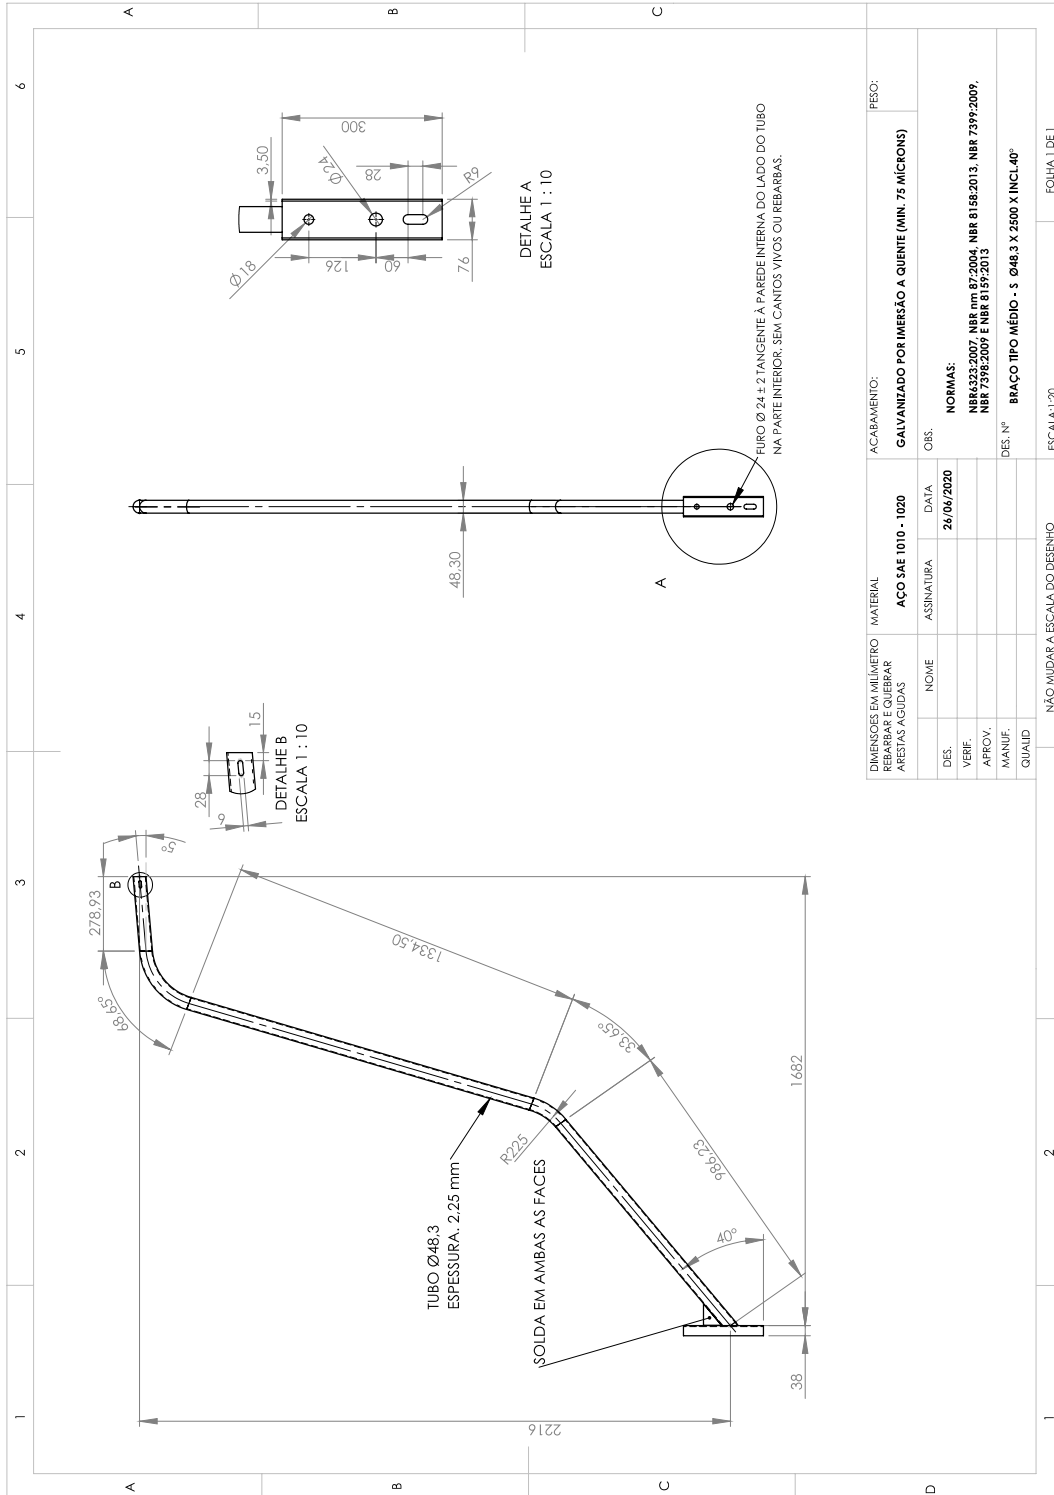 A
B
C
6
5
4
3
2
1
A
B
C
D
2
1
DETALHE A
ESCALA 1 : 10
300
3,50
Ø24
28
R9
Ø18
126
60
76
FURO Ø 24 ± 2 TANGENTE À PAREDE INTERNA DO LADO DO TUBO
NA PARTE INTERIOR, SEM CANTOS VIVOS OU REBARBAS.
48,30
A
DETALHE B
ESCALA 1 : 10
15
28
B
278,93
5°
68,65°
1334,50
33,65°
R225
986,23
40°
1682
38
2216
TUBO Ø48,3
ESPESSURA. 2,25 mm
SOLDA EM AMBAS AS FACES
DIMENSOES EM MILÍMETRO
REBARBAR E QUEBRAR
ARESTAS AGUDAS
MATERIAL
AÇO SAE 1010 - 1020
ACABAMENTO:
GALVANIZADO POR IMERSÃO A QUENTE (MIN. 75 MÍCRONS)
PESO:
NOME
ASSINATURA
DATA
DES.
26/06/2020
VERIF.
APROV.
MANUF.
QUALID
OBS.
NORMAS:
NBR6323:2007, NBR nm 87:2004, NBR 8158:2013, NBR 7399:2009,
NBR 7398:2009 E NBR 8159:2013
DES. Nº
BRAÇO TIPO MÉDIO - S Ø48,3 X 2500 X INCL.40°
NÃO MUDAR A ESCALA DO DESENHO
ESCALA:1:20
FOLHA 1 DE 1